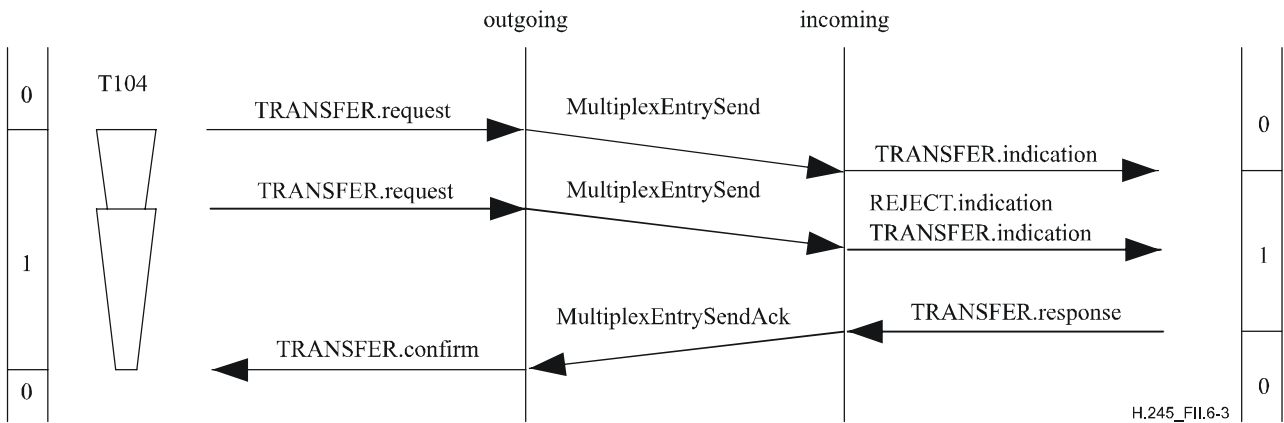 outgoing
incoming
T104
0
TRANSFER.request
MultiplexEntrySend
0
TRANSFER.indication
TRANSFER.request
MultiplexEntrySend
REJECT.indication
TRANSFER.indication
1
1
MultiplexEntrySendAck
TRANSFER.response
TRANSFER.confirm
0
0
H.245_FII.6-3